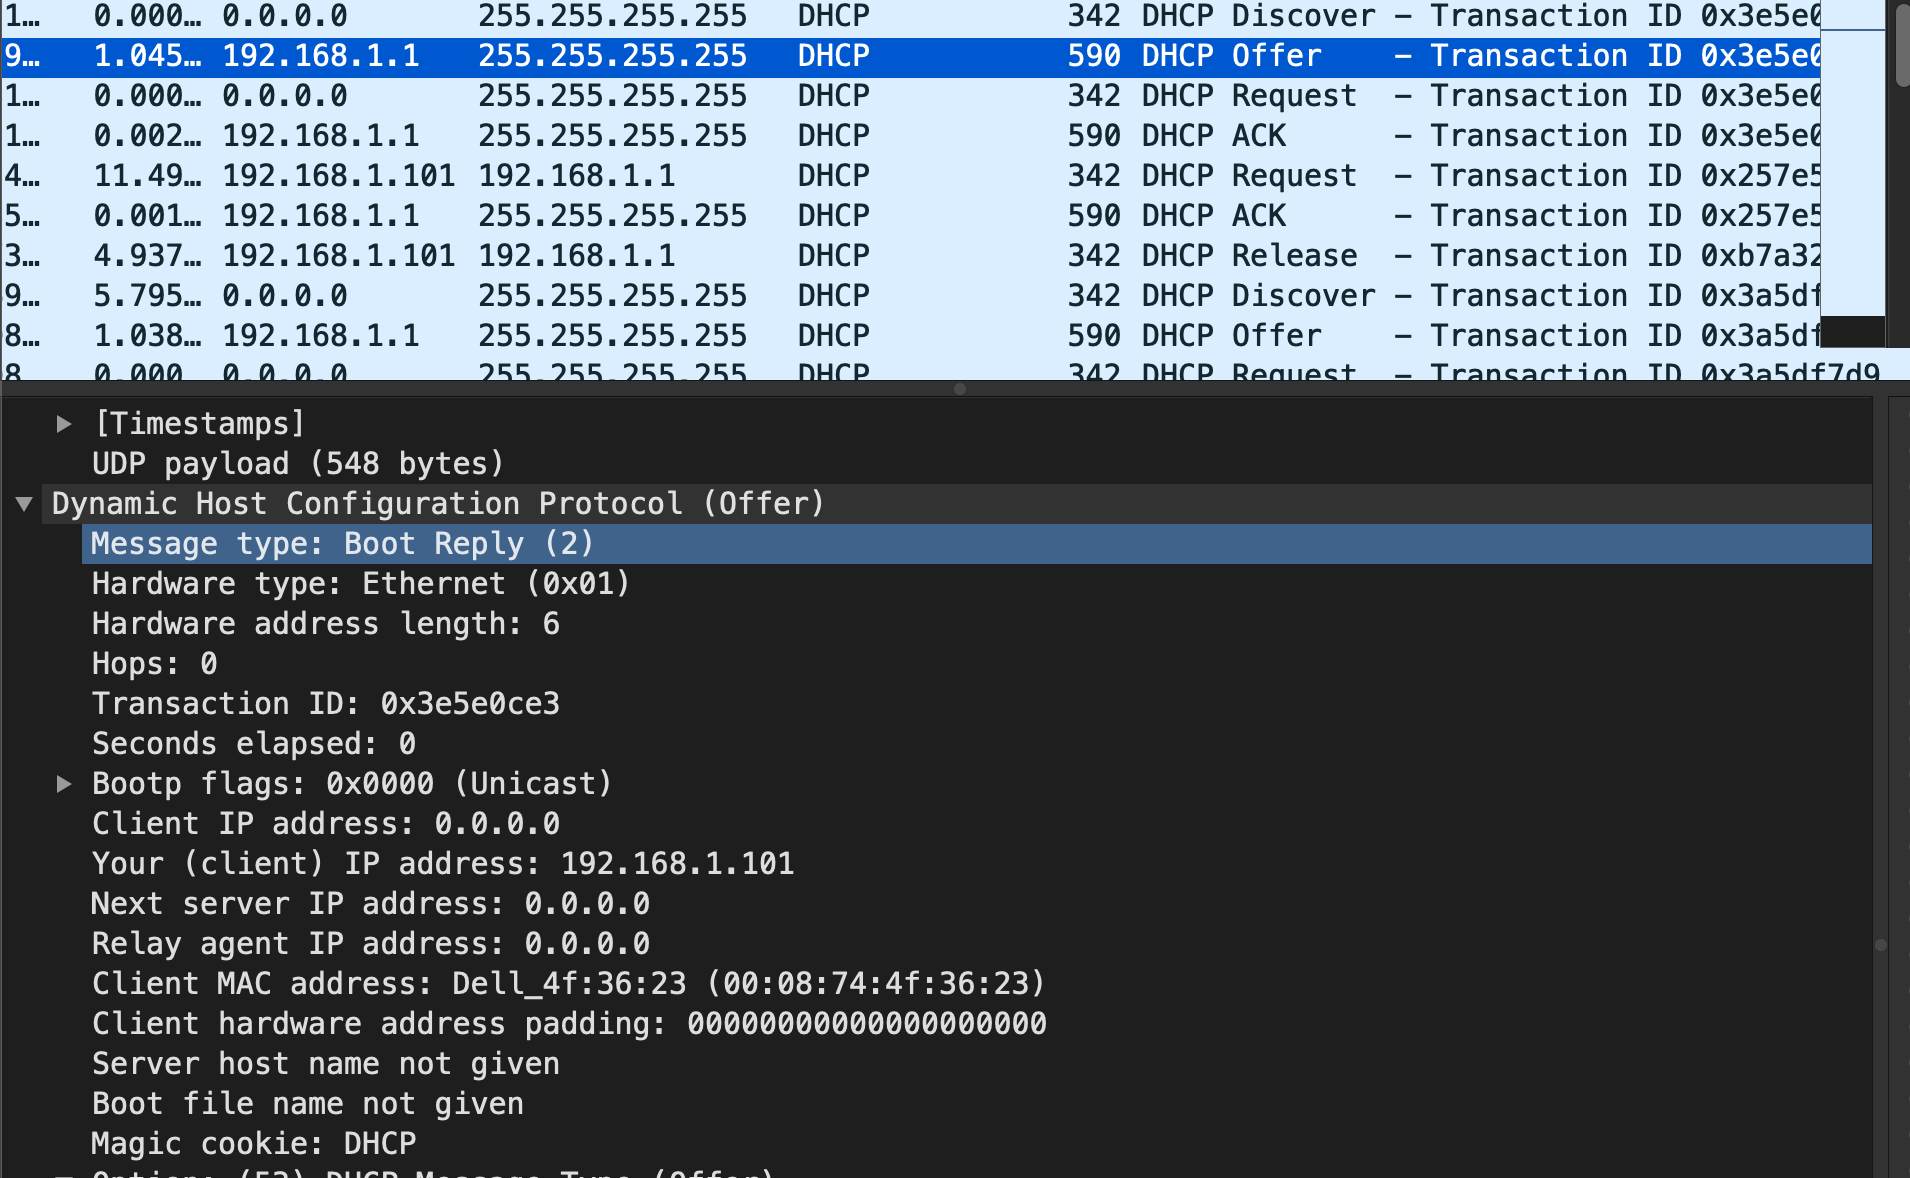 1… 0.000… 0.0.0.0 255.255.255.255 DHCP 342 DHCP Discover – Transaction ID 0x3e5e0
9… 1.045… 192.168.1.1 255.255.255.255 DHCP 590 DHCP Offer – Transaction ID 0x3e5e0
1… 0.000… 0.0.0.0 255.255.255.255 DHCP 342 DHCP Request – Transaction ID 0x3e5e0
1… 0.002… 192.168.1.1 255.255.255.255 DHCP 590 DHCP ACK – Transaction ID 0x3e5e0
4… 11.49… 192.168.1.101 192.168.1.1 DHCP 342 DHCP Request – Transaction ID 0x257e5
5… 0.001… 192.168.1.1 255.255.255.255 DHCP 590 DHCP ACK – Transaction ID 0x257e5
3… 4.937… 192.168.1.101 192.168.1.1 DHCP 342 DHCP Release – Transaction ID 0xb7a32
9… 5.795… 0.0.0.0 255.255.255.255 DHCP 342 DHCP Discover – Transaction ID 0x3a5df
8… 1.038… 192.168.1.1 255.255.255.255 DHCP 590 DHCP Offer – Transaction ID 0x3a5df
8 0.000 0.0.0.0 255.255.255.255 DHCP 342 DHCP Request – Transaction ID 0x3a5df7d9
[Timestamps]
UDP payload (548 bytes)
Dynamic Host Configuration Protocol (Offer)
Message type: Boot Reply (2)
Hardware type: Ethernet (0x01)
Hardware address length: 6
Hops: 0
Transaction ID: 0x3e5e0ce3
Seconds elapsed: 0
Bootp flags: 0x0000 (Unicast)
Client IP address: 0.0.0.0
Your (client) IP address: 192.168.1.101
Next server IP address: 0.0.0.0
Relay agent IP address: 0.0.0.0
Client MAC address: Dell_4f:36:23 (00:08:74:4f:36:23)
Client hardware address padding: 00000000000000000000
Server host name not given
Boot file name not given
Magic cookie: DHCP
Option: (53) DHCP Message Type (Offer)